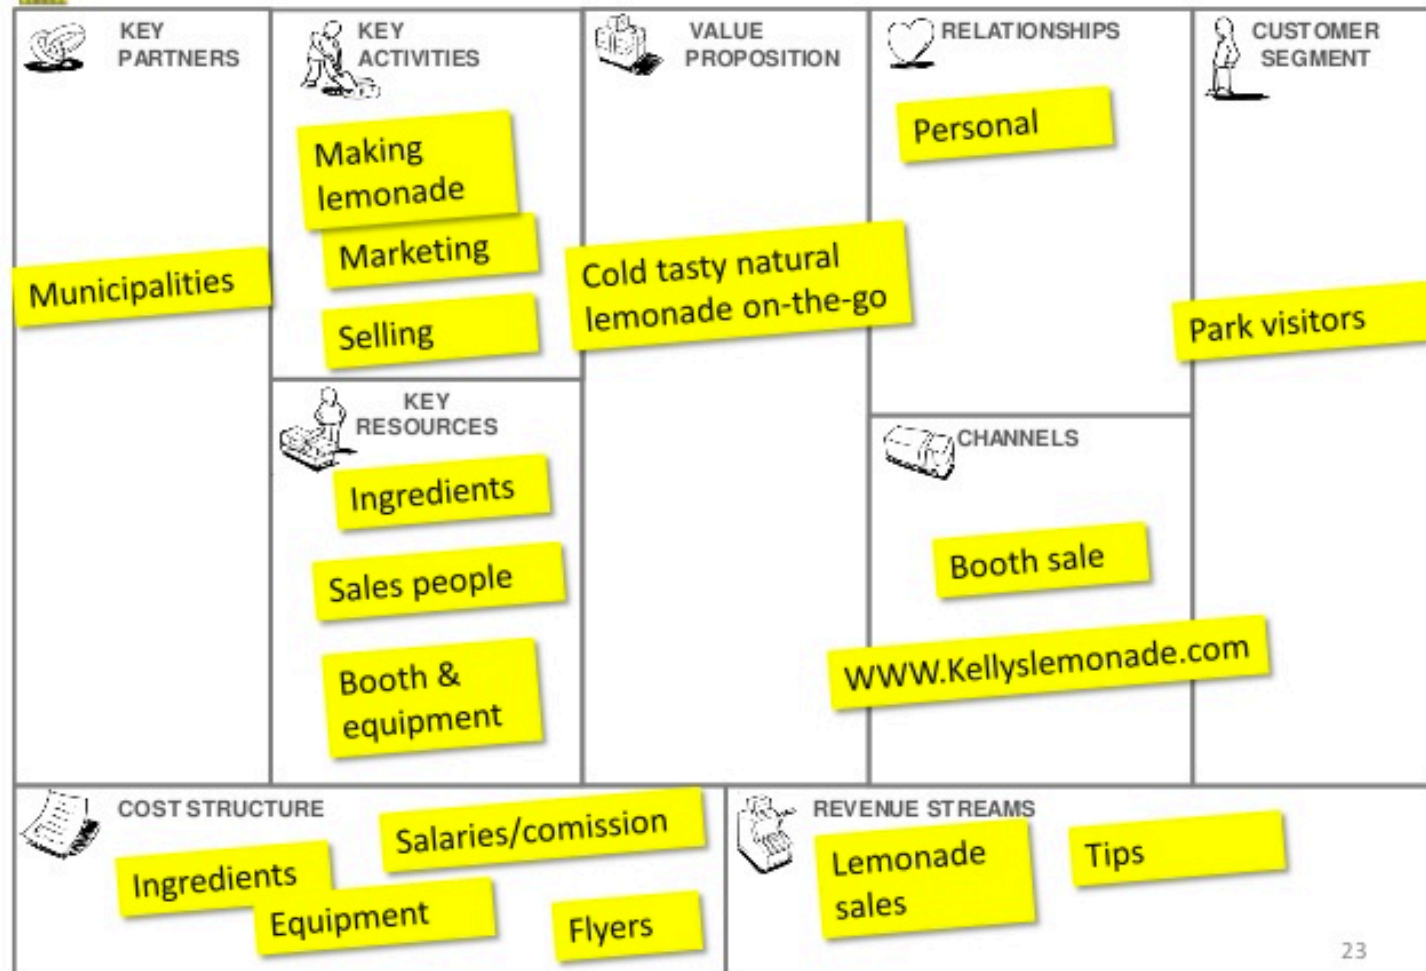 KEY
PARTNERS
Municipalities
KEY
ACTIVITIES
Making
lemonade
Marketing
Selling
KEY
RESOURCES
Ingredients
Sales people
Booth &
equipment
VALUE
PROPOSITION
Cold tasty natural
lemonade on-the-go
RELATIONSHIPS
Personal
CHANNELS
Booth sale
WWW.Kellyslemonade.com
CUSTOMER
SEGMENT
Park visitors
COST STRUCTURE
Salaries/comission
Ingredients
Equipment
Flyers
REVENUE STREAMS
Lemonade
sales
Tips
23